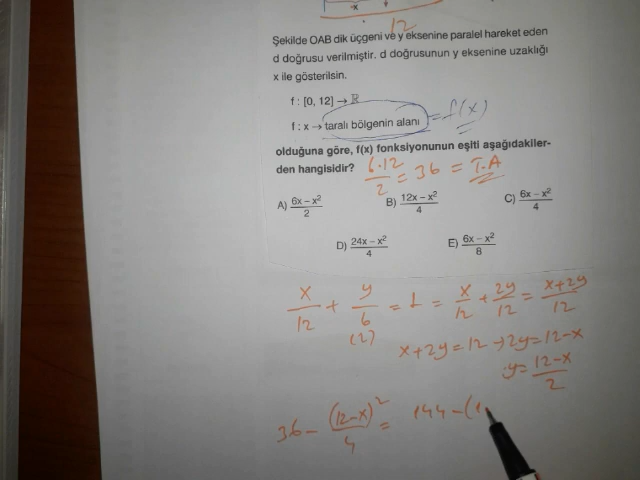 -x
12
Şekilde OAB dik üçgeni ve y eksenine paralel hareket eden
d doğrusu verilmiştir. d doğrusunun y eksenine uzaklığı
x ile gösterilsin.
f : [0, 12] → ℝ
f : x → taralı bölgenin alanı = f(x)
olduğuna göre, f(x) fonksiyonunun eşiti aşağıdakiler-
den hangisidir? 6·12/2 = 36 = T.A
A) 6x – x²/2 B) 12x – x²/4 C) 6x – x²/4
D) 24x – x²/4 E) 6x – x²/8
x/12 + y/6 = 1 = x/12 + 2y/12 = x+2y/12
(2)
x+2y=12 → 2y=12-x
y = 12-x/2
36 - (12-x)²/4 = 144-(1